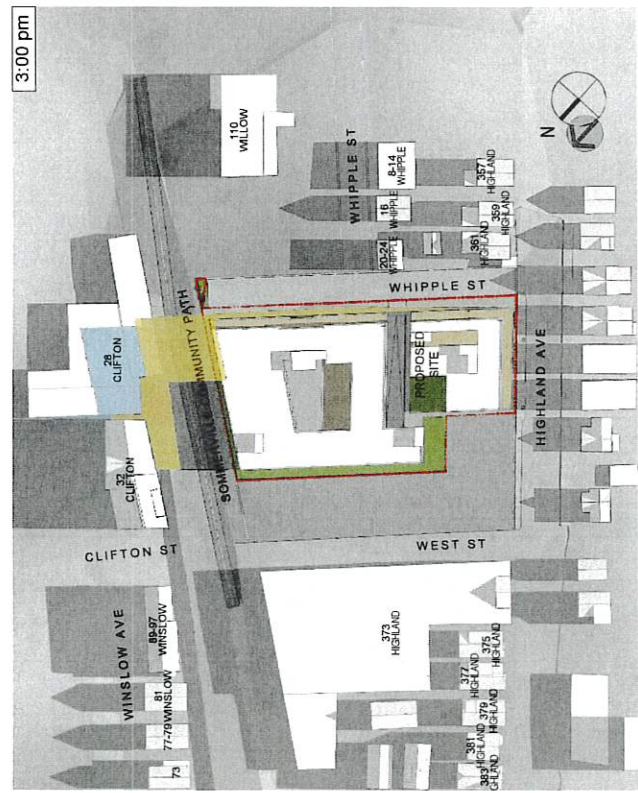 3:00 pm
N
110
WILLOW
WHIPPLE ST
8-14
WHIPPLE
16
WHIPPLE
20-24
WHIPPLE
357
HIGHLAND
359
HIGHLAND
361
HIGHLAND
WHIPPLE ST
28
CLIFTON
32
CLIFTON
SOMMERVILLE COMMUNITY PATH
PROPOSED
SITE
HIGHLAND AVE
CLIFTON ST
WEST ST
WINSLOW AVE
89-97
WINSLOW
81
WINSLOW
77-79
73
373
HIGHLAND
375
HIGHLAND
377
HIGHLAND
379
HIGHLAND
381
HIGHLAND
383
GHLAND